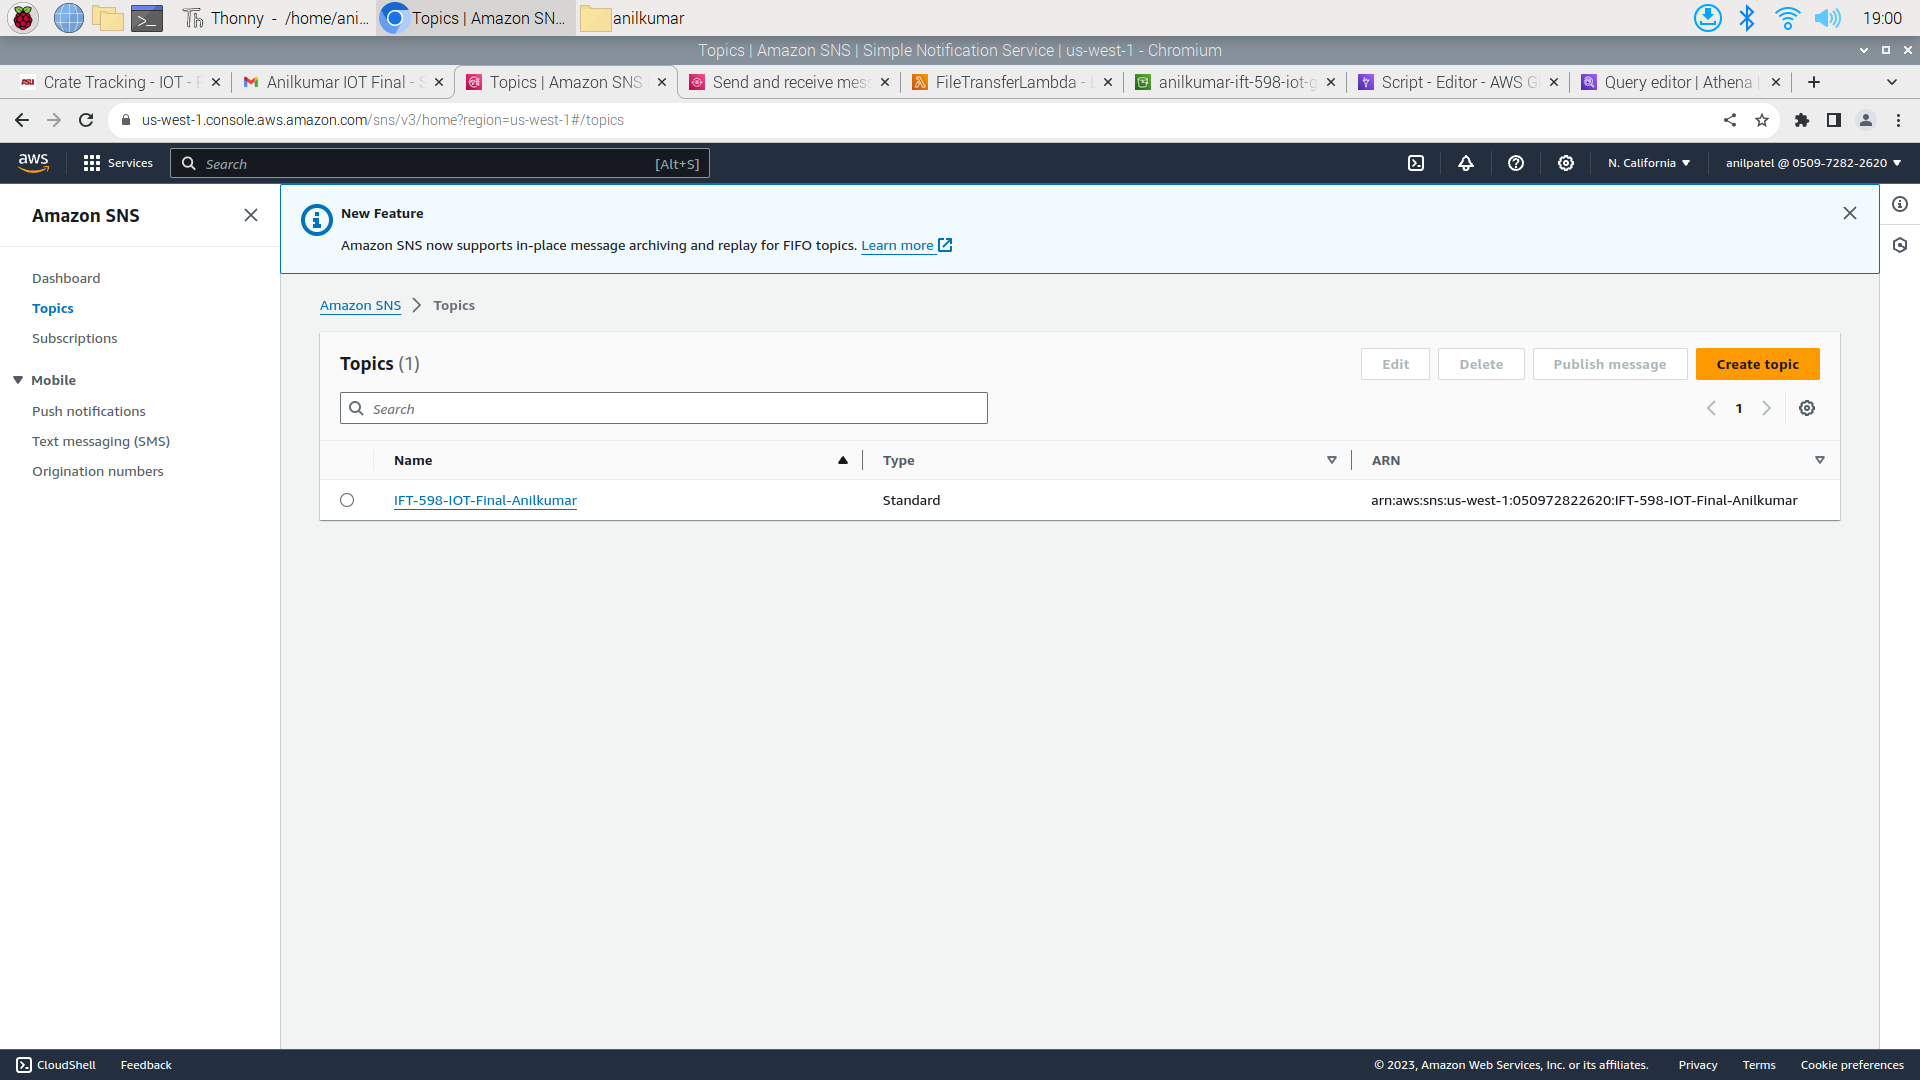 Thonny - /home/ani...
Topics | Amazon SN...
anilkumar
19:00
Topics | Amazon SNS | Simple Notification Service | us-west-1 - Chromium
Crate Tracking - IOT - F
Anilkumar IOT Final - S
Topics | Amazon SNS
Send and receive mes
FileTransferLambda -
anilkumar-ift-598-iot-g
Script - Editor - AWS Gl
Query editor | Athena
us-west-1.console.aws.amazon.com/sns/v3/home?region=us-west-1#/topics
aws
Services
Search
[Alt+S]
N. California
anilpatel @ 0509-7282-2620
Amazon SNS
New Feature
Amazon SNS now supports in-place message archiving and replay for FIFO topics. Learn more
Dashboard
Topics
Subscriptions
Mobile
Push notifications
Text messaging (SMS)
Origination numbers
Amazon SNS
Topics
Topics (1)
Edit
Delete
Publish message
Create topic
Search
1
Name
Type
ARN
IFT-598-IOT-Final-Anilkumar
Standard
arn:aws:sns:us-west-1:050972822620:IFT-598-IOT-Final-Anilkumar
CloudShell
Feedback
© 2023, Amazon Web Services, Inc. or its affiliates.
Privacy
Terms
Cookie preferences